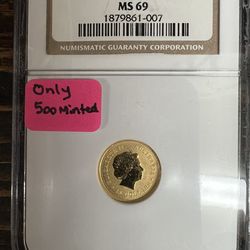 MS 69
1879861-007
NUMISMATIC GUARANTY CORPORATION
Only
500 Minted